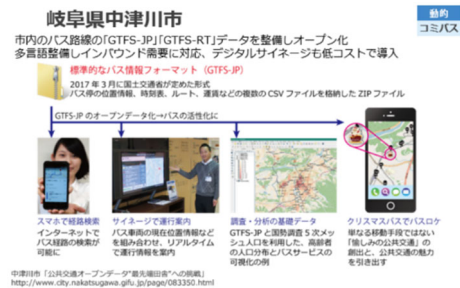 岐阜県中津川市
動的
コミバス
市内のバス路線の「GTFS-JP」「GTFS-RT」データを整備しオープン化
多言語整備しインバウンド需要に対応、デジタルサイネージも低コストで導入
標準的なバス情報フォーマット（GTFS-JP）
2017年3月に国土交通省が定めた形式
バス停の位置情報、時刻表、ルート、運賃などの複数のCSVファイルを格納したZIPファイル
GTFS-JPのオープンデータ化→バスの活性化に
スマホで経路検索
インターネットで
バス経路の検索が
可能に
サイネージで運行案内
バス車両の現在位置情報など
を組み合わせ、リアルタイム
で運行情報を案内
調査・分析の基礎データ
GTFS-JPと国勢調査5次メッ
シュ人口を利用した、高齢者
の人口分布とバスサービスの
可視化の例
クリスマスバスでバスロケ
単なる移動手段ではない
「愉しみの公共交通」の
創出と、公共交通の魅力
を引き出す
中津川市「公共交通オープンデータ"最先端田舎"への挑戦」
http://www.city.nakatsugawa.gifu.jp/page/083350.html